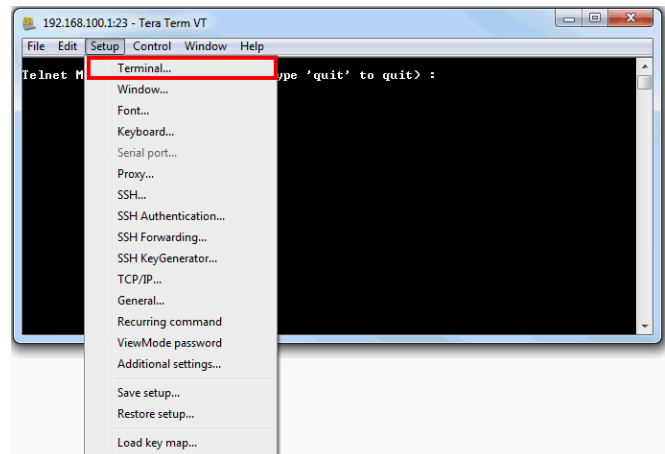 192.168.100.1:23 - Tera Term VT
File Edit Setup Control Window Help
Telnet M
ype 'quit' to quit) :
Terminal...
Window...
Font...
Keyboard...
Serial port...
Proxy...
SSH...
SSH Authentication...
SSH Forwarding...
SSH KeyGenerator...
TCP/IP...
General...
Recurring command
ViewMode password
Additional settings...
Save setup...
Restore setup...
Load key map...